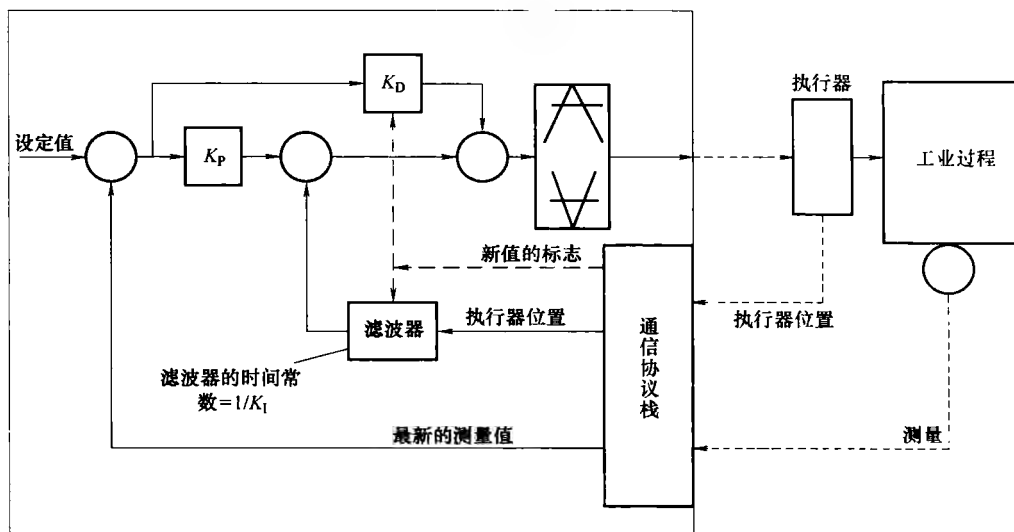 K_D
执行器
设定值
K_P
工业过程
新值的标志
滤波器
执行器位置
执行器位置
通信协议栈
滤波器的时间常
数=1/K_I
最新的测量值
测量